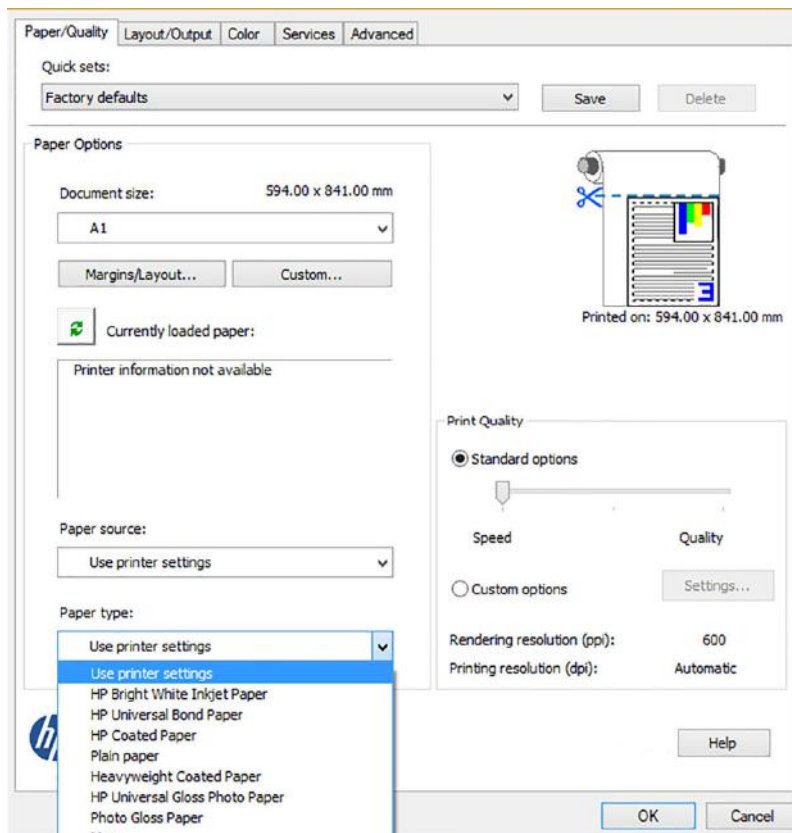 Paper/Quality Layout/Output Color Services Advanced
Quick sets:
Factory defaults Save Delete
Paper Options
Document size: 594.00 x 841.00 mm
A1
Margins/Layout... Custom...
Currently loaded paper:
Printer information not available
Printed on: 594.00 x 841.00 mm
Print Quality
Standard options
Speed Quality
Paper source:
Use printer settings
Custom options Settings...
Paper type:
Use printer settings
Rendering resolution (ppi): 600
Printing resolution (dpi): Automatic
Use printer settings
HP Bright White Inkjet Paper
HP Universal Bond Paper
HP Coated Paper
Plain paper
Heavyweight Coated Paper
HP Universal Gloss Photo Paper
Photo Gloss Paper
Help
OK Cancel